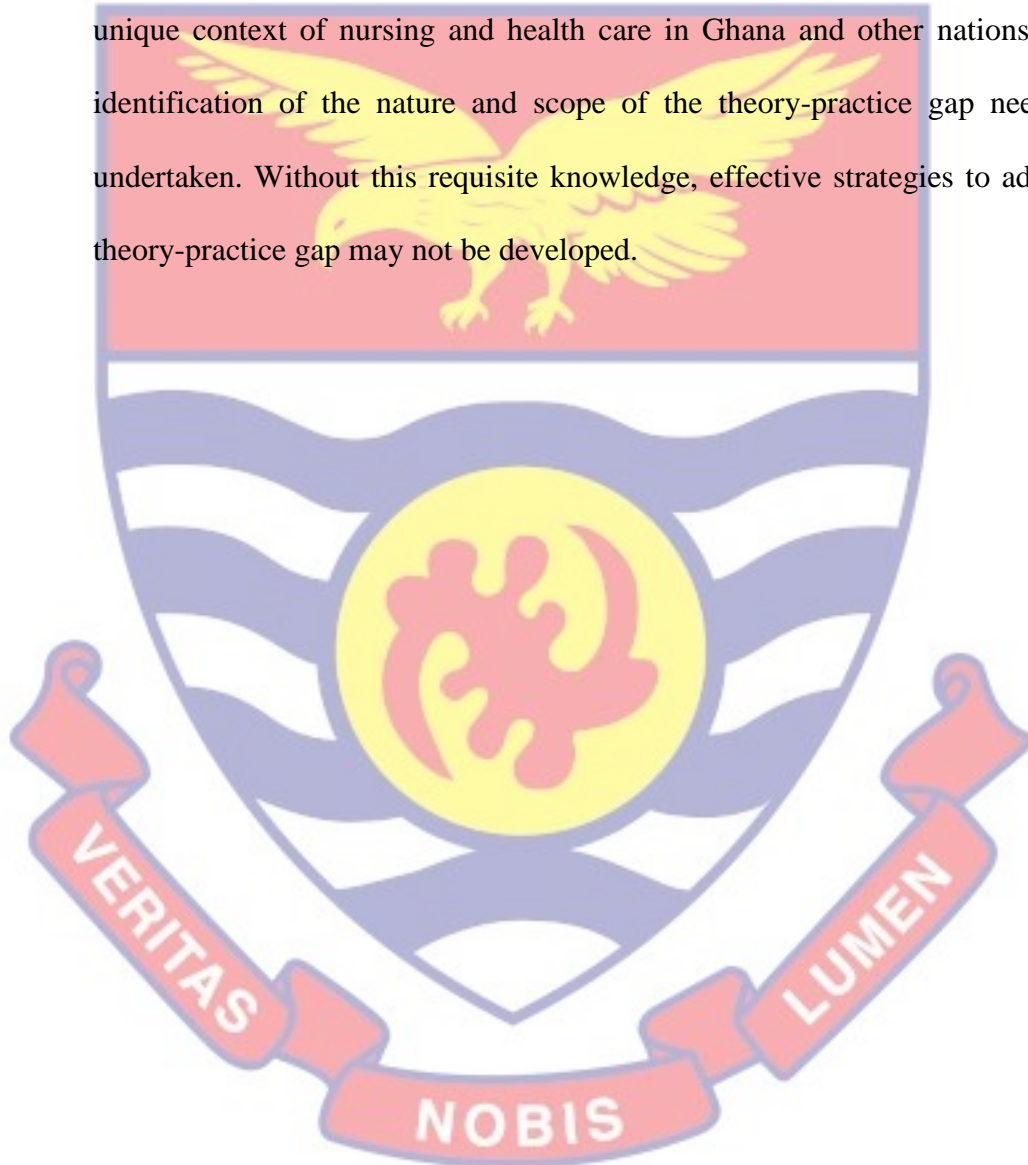 unique context of nursing and health care in Ghana and other nations
identification of the nature and scope of the theory-practice gap nee
undertaken. Without this requisite knowledge, effective strategies to ad
theory-practice gap may not be developed.
VERITAS
NOBIS
LUMEN